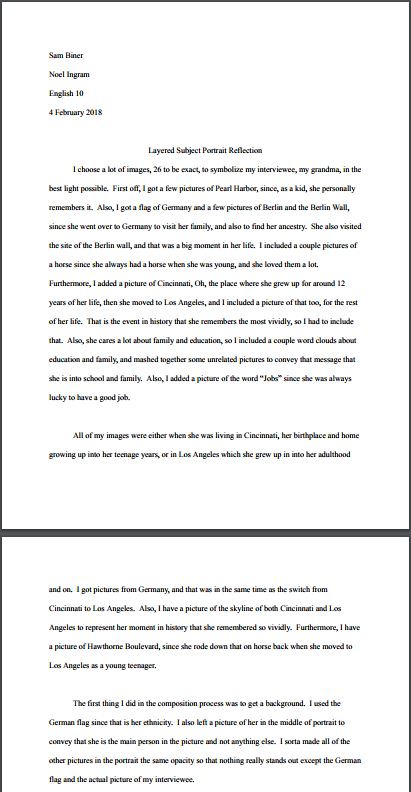 Sam Biner
Noel Ingram
English 10
4 February 2018
Layered Subject Portrait Reflection
I choose a lot of images, 26 to be exact, to symbolize my interviewee, my grandma, in the
best light possible.  First off, I got a few pictures of Pearl Harbor, since, as a kid, she personally
remembers it.  Also, I got a flag of Germany and a few pictures of Berlin and the Berlin Wall,
since she went over to Germany to visit her family, and also to find her ancestry.  She also visited
the site of the Berlin wall, and that was a big moment in her life.  I included a couple pictures of
a horse since she always had a horse when she was young, and she loved them a lot.
Furthermore, I added a picture of Cincinnati, Oh, the place where she grew up for around 12
years of her life, then she moved to Los Angeles, and I included a picture of that too, for the rest
of her life.  That is the event in history that she remembers the most vividly, so I had to include
that.  Also, she cares a lot about family and education, so I included a couple word clouds about
education and family, and mashed together some unrelated pictures to convey that message that
she is into school and family.  Also, I added a picture of the word “Jobs” since she was always
lucky to have a good job.
All of my images were either when she was living in Cincinnati, her birthplace and home
growing up into her teenage years, or in Los Angeles which she grew up in into her adulthood
and on.  I got pictures from Germany, and that was in the same time as the switch from
Cincinnati to Los Angeles.  Also, I have a picture of the skyline of both Cincinnati and Los
Angeles to represent her moment in history that she remembered so vividly.  Furthermore, I have
a picture of Hawthorne Boulevard, since she rode down that on horse back when she moved to
Los Angeles as a young teenager.
The first thing I did in the composition process was to get a background.  I used the
German flag since that is her ethnicity.  I also left a picture of her in the middle of portrait to
convey that she is the main person in the picture and not anything else.  I sorta made all of the
other pictures in the portrait the same opacity so that nothing really stands out except the German
flag and the actual picture of my interviewee.